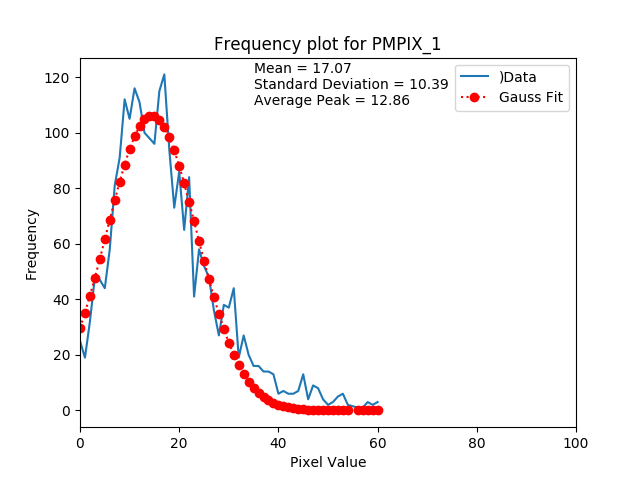 Frequency plot for PMPIX_1
Mean = 17.07
Standard Deviation = 10.39
Average Peak = 12.86
)Data
Gauss Fit
120
100
80
60
40
20
0
Frequency
0 20 40 60 80 100
Pixel Value